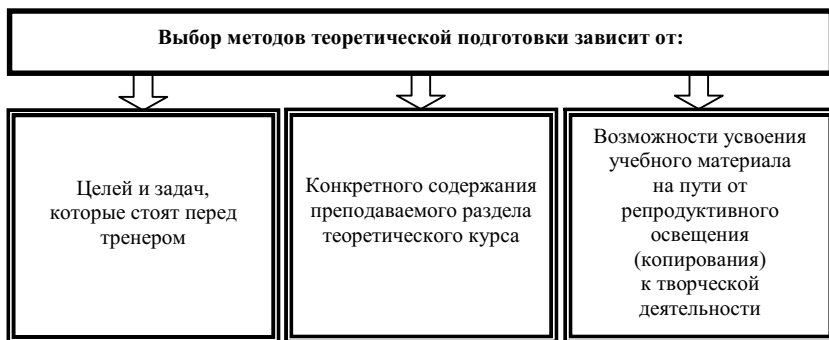 Выбор методов теоретической подготовки зависит от:
Целей и задач,
которые стоят перед
тренером
Конкретного содержания
преподаваемого раздела
теоретического курса
Возможности усвоения
учебного материала
на пути от
репродуктивного
освещения
(копирования)
к творческой
деятельности